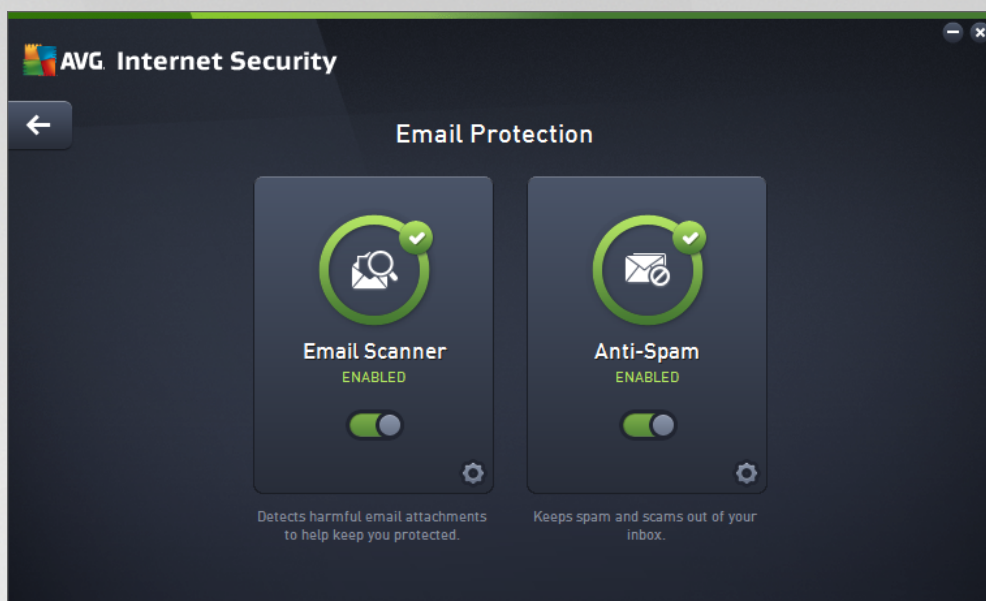 AVG. Internet Security
Email Protection
Email Scanner
ENABLED
Detects harmful email attachments
to help keep you protected.
Anti-Spam
ENABLED
Keeps spam and scams out of your
inbox.